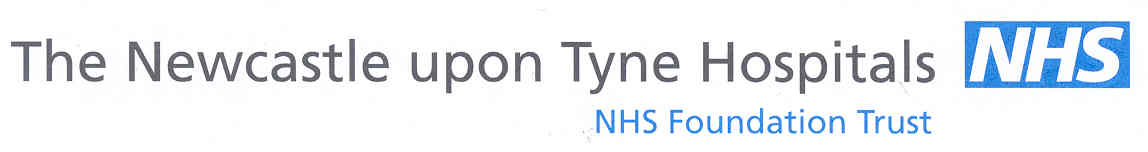 The Newcastle upon Tyne Hospitals NHS
NHS Foundation Trust